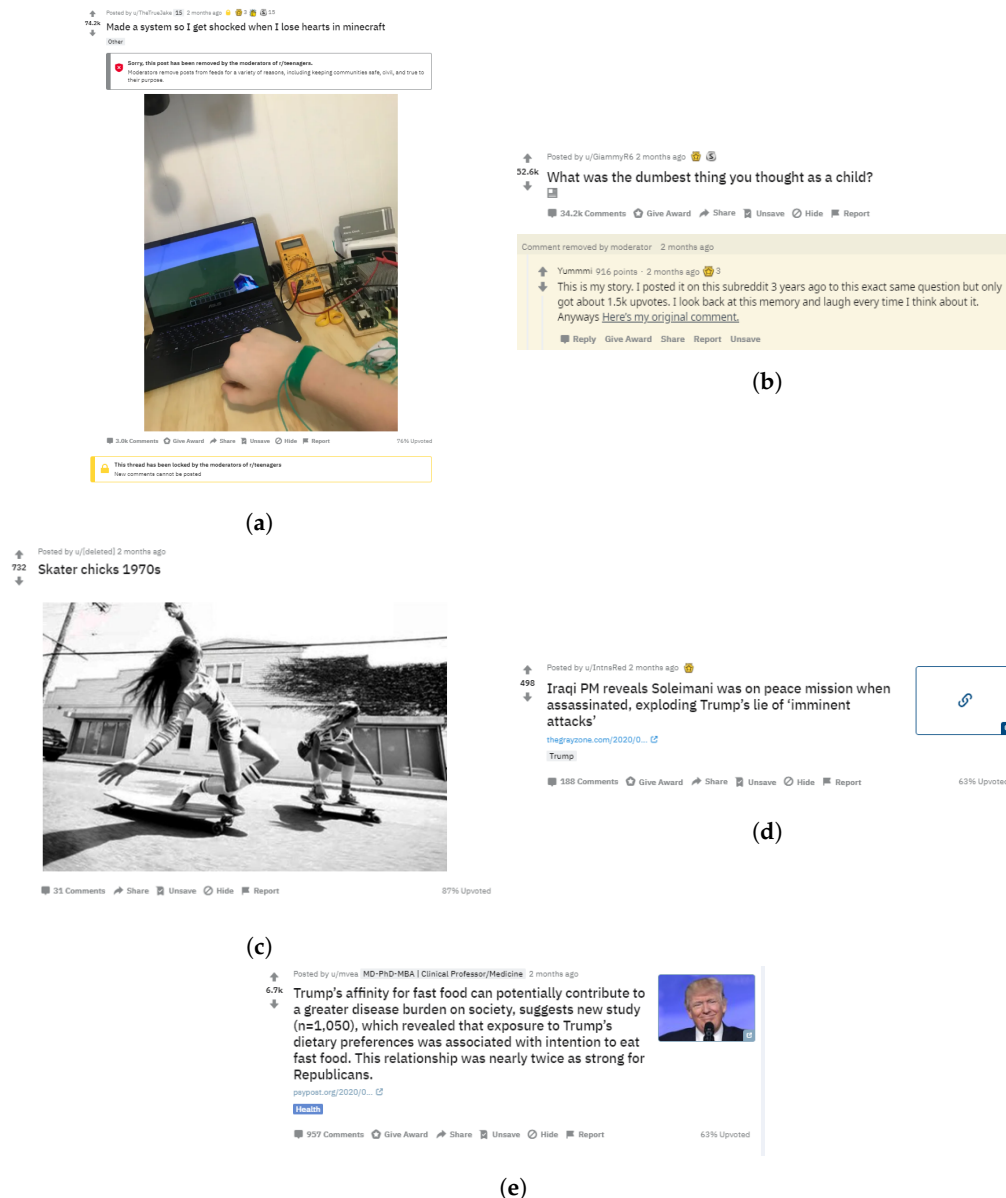 Posted by u/TheTrueJake 15 2 months ago 3 15
74.2k
Made a system so I get shocked when I lose hearts in minecraft
Other
Sorry, this post has been removed by the moderators of r/teenagers.
Moderators remove posts from feeds for a variety of reasons, including keeping communities safe, civil, and true to
their purpose.
3.0k Comments Give Award Share Unsave Hide Report 76% Upvoted
This thread has been locked by the moderators of r/teenagers
New comments cannot be posted
(a)
Posted by u/GiammyR6 2 months ago S
52.6k
What was the dumbest thing you thought as a child?
34.2k Comments Give Award Share Unsave Hide Report
Comment removed by moderator 2 months ago
Yummmi 916 points · 2 months ago 3
This is my story. I posted it on this subreddit 3 years ago to this exact same question but only
got about 1.5k upvotes. I look back at this memory and laugh every time I think about it.
Anyways Here's my original comment.
Reply Give Award Share Report Unsave
(b)
Posted by u/[deleted] 2 months ago
732
Skater chicks 1970s
31 Comments Share Unsave Hide Report 87% Upvoted
(c)
Posted by u/IntnsRed 2 months ago
498
Iraqi PM reveals Soleimani was on peace mission when
assassinated, exploding Trump's lie of 'imminent
attacks'
thegrayzone.com/2020/0...
Trump
188 Comments Give Award Share Unsave Hide Report 63% Upvoted
(d)
Posted by u/mvea MD-PhD-MBA | Clinical Professor/Medicine 2 months ago
6.7k
Trump's affinity for fast food can potentially contribute to
a greater disease burden on society, suggests new study
(n=1,050), which revealed that exposure to Trump's
dietary preferences was associated with intention to eat
fast food. This relationship was nearly twice as strong for
Republicans.
psypost.org/2020/0...
Health
957 Comments Give Award Share Unsave Hide Report 63% Upvoted
(e)